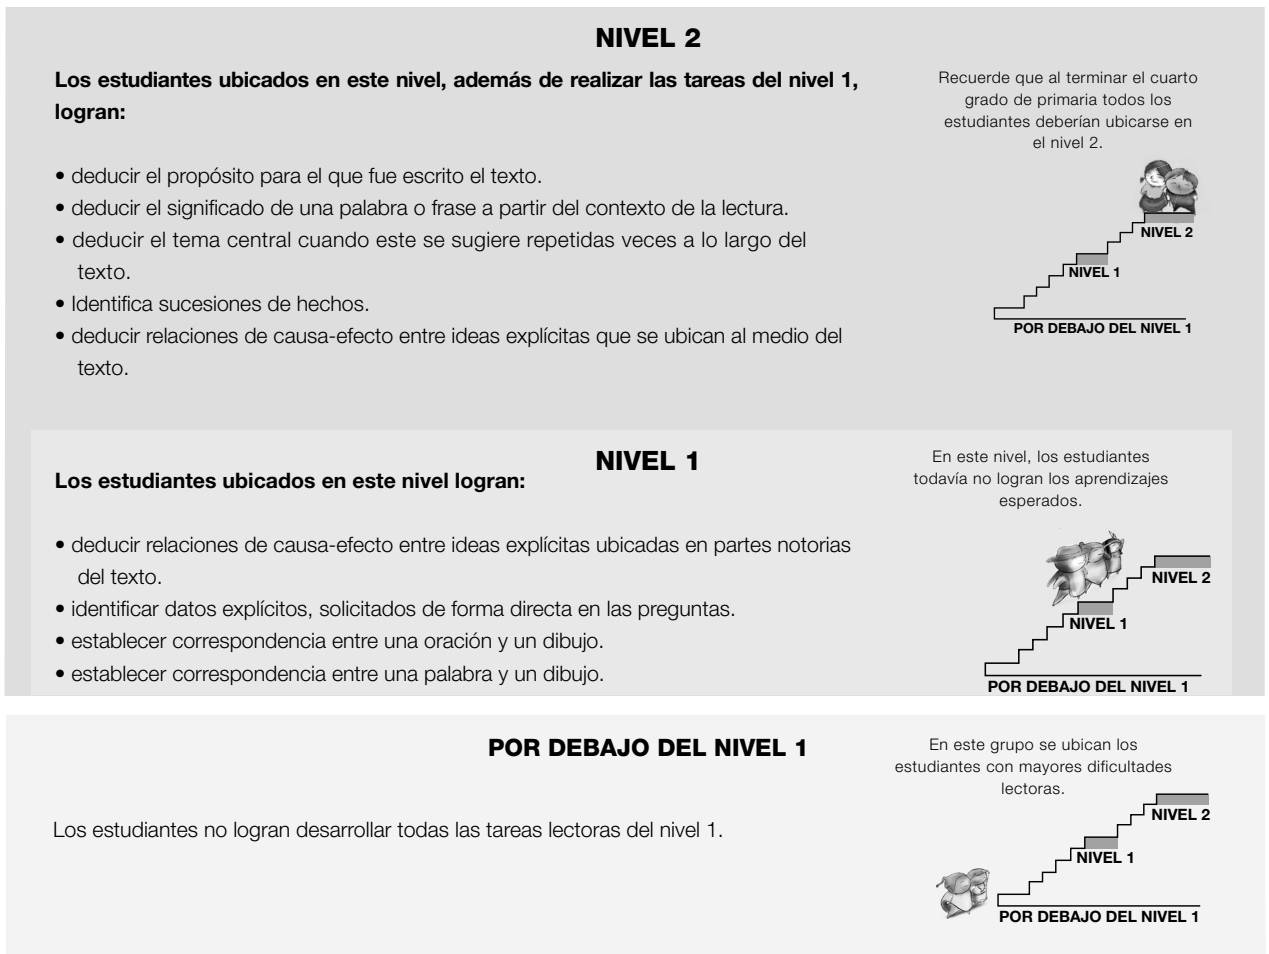 NIVEL 2
Los estudiantes ubicados en este nivel, además de realizar las tareas del nivel 1,
logran:
• deducir el propósito para el que fue escrito el texto.
• deducir el significado de una palabra o frase a partir del contexto de la lectura.
• deducir el tema central cuando este se sugiere repetidas veces a lo largo del
texto.
• Identifica sucesiones de hechos.
• deducir relaciones de causa-efecto entre ideas explícitas que se ubican al medio del
texto.
Recuerde que al terminar el cuarto
grado de primaria todos los
estudiantes deberían ubicarse en
el nivel 2.
NIVEL 2
NIVEL 1
POR DEBAJO DEL NIVEL 1
NIVEL 1
Los estudiantes ubicados en este nivel logran:
• deducir relaciones de causa-efecto entre ideas explícitas ubicadas en partes notorias
del texto.
• identificar datos explícitos, solicitados de forma directa en las preguntas.
• establecer correspondencia entre una oración y un dibujo.
• establecer correspondencia entre una palabra y un dibujo.
En este nivel, los estudiantes
todavía no logran los aprendizajes
esperados.
NIVEL 2
NIVEL 1
POR DEBAJO DEL NIVEL 1
POR DEBAJO DEL NIVEL 1
Los estudiantes no logran desarrollar todas las tareas lectoras del nivel 1.
En este grupo se ubican los
estudiantes con mayores dificultades
lectoras.
NIVEL 2
NIVEL 1
POR DEBAJO DEL NIVEL 1